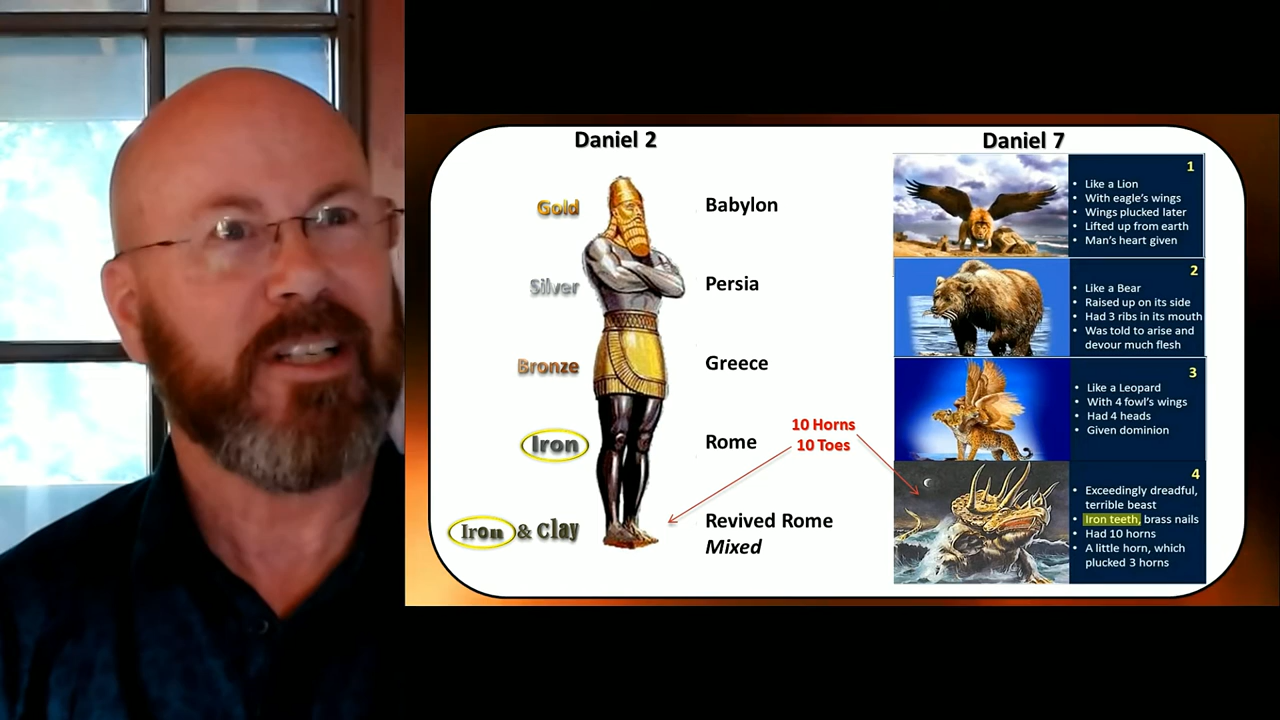 Daniel 2
Gold
Babylon
Silver
Persia
Bronze
Greece
Iron
Rome
Iron & Clay
Revived Rome
Mixed
10 Horns
10 Toes
Daniel 7
1
• Like a Lion
• With eagle's wings
• Wings plucked later
• Lifted up from earth
• Man's heart given
2
• Like a Bear
• Raised up on its side
• Had 3 ribs in its mouth
• Was told to arise and
devour much flesh
3
• Like a Leopard
• With 4 fowl's wings
• Had 4 heads
• Given dominion
4
• Exceedingly dreadful,
terrible beast
• Iron teeth, brass nails
• Had 10 horns
• A little horn, which
plucked 3 horns